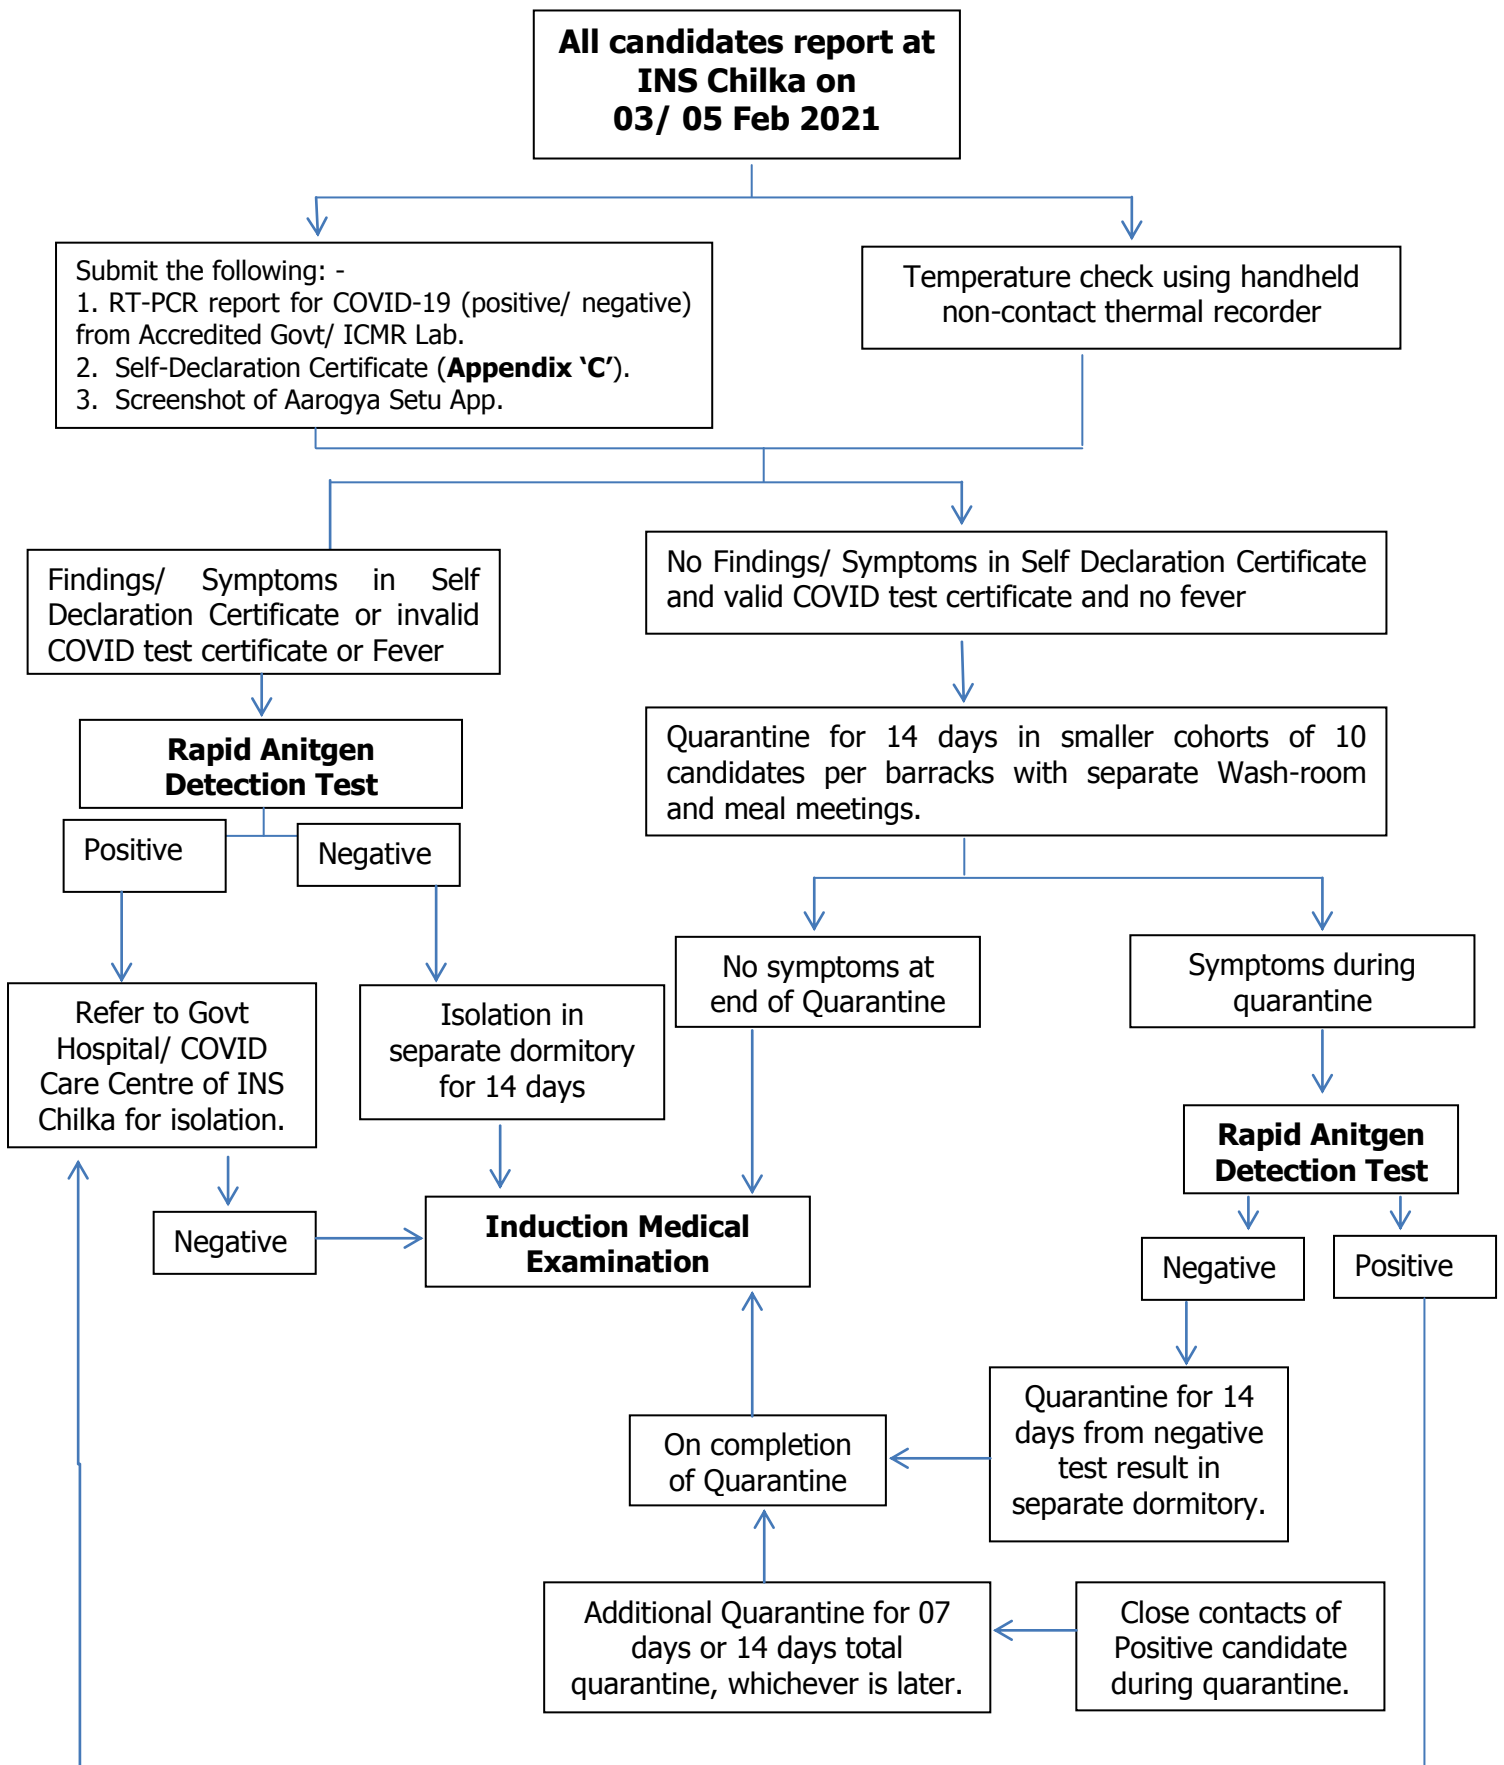 All candidates report at
INS Chilka on
03/ 05 Feb 2021
Submit the following: -
1. RT-PCR report for COVID-19 (positive/ negative)
from Accredited Govt/ ICMR Lab.
2. Self-Declaration Certificate (Appendix ‘C’).
3. Screenshot of Aarogya Setu App.
Temperature check using handheld
non-contact thermal recorder
Findings/ Symptoms in Self
Declaration Certificate or invalid
COVID test certificate or Fever
No Findings/ Symptoms in Self Declaration Certificate
and valid COVID test certificate and no fever
Rapid Anitgen
Detection Test
Quarantine for 14 days in smaller cohorts of 10
candidates per barracks with separate Wash-room
and meal meetings.
Positive
Negative
No symptoms at
end of Quarantine
Symptoms during
quarantine
Refer to Govt
Hospital/ COVID
Care Centre of INS
Chilka for isolation.
Isolation in
separate dormitory
for 14 days
Rapid Anitgen
Detection Test
Negative
Induction Medical
Examination
Negative
Positive
Quarantine for 14
days from negative
test result in
separate dormitory.
On completion
of Quarantine
Additional Quarantine for 07
days or 14 days total
quarantine, whichever is later.
Close contacts of
Positive candidate
during quarantine.